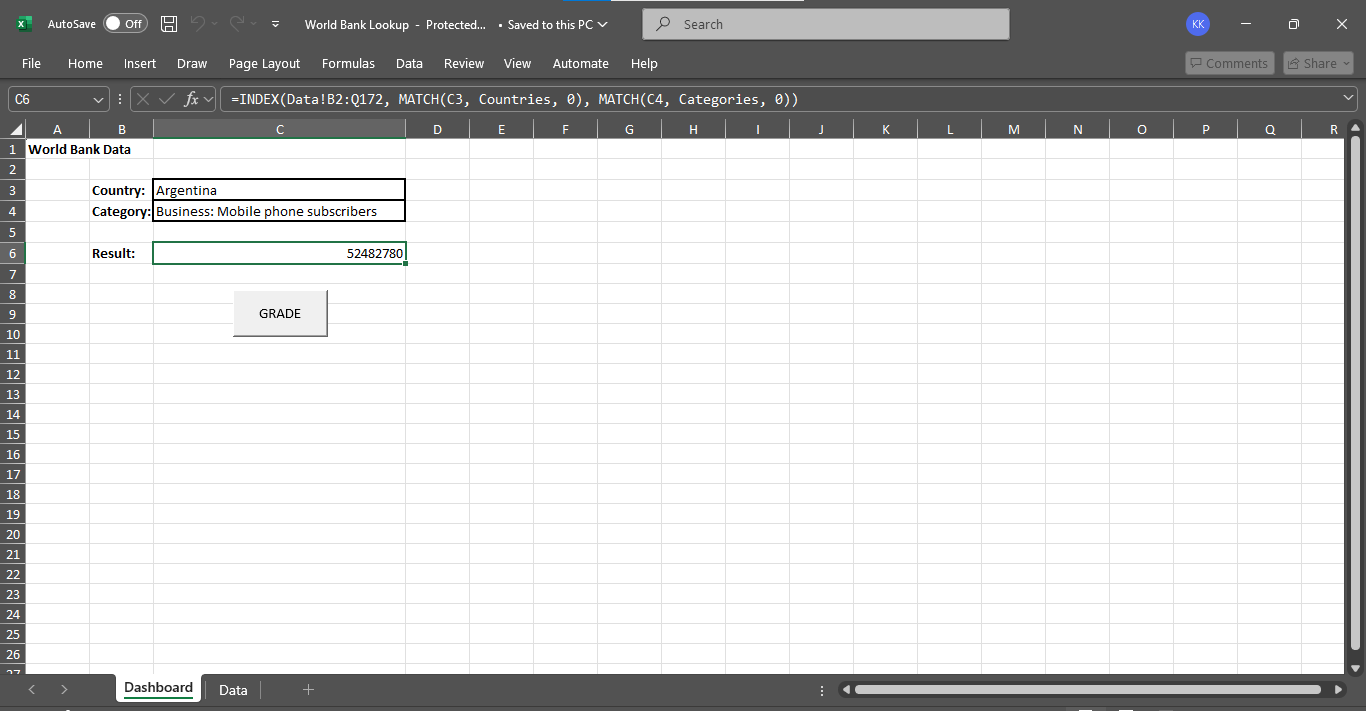 AutoSave Off World Bank Lookup - Protected... • Saved to this PC Search KK
File Home Insert Draw Page Layout Formulas Data Review View Automate Help Comments Share
C6 fx =INDEX(Data!B2:Q172, MATCH(C3, Countries, 0), MATCH(C4, Categories, 0))
A B C D E F G H I J K L M N O P Q R
1 World Bank Data
2
3 Country: Argentina
4 Category: Business: Mobile phone subscribers
5
6 Result: 52482780
7
8
9 GRADE
10
11
12
13
14
15
16
17
18
19
20
21
22
23
24
25
26
27
Dashboard Data